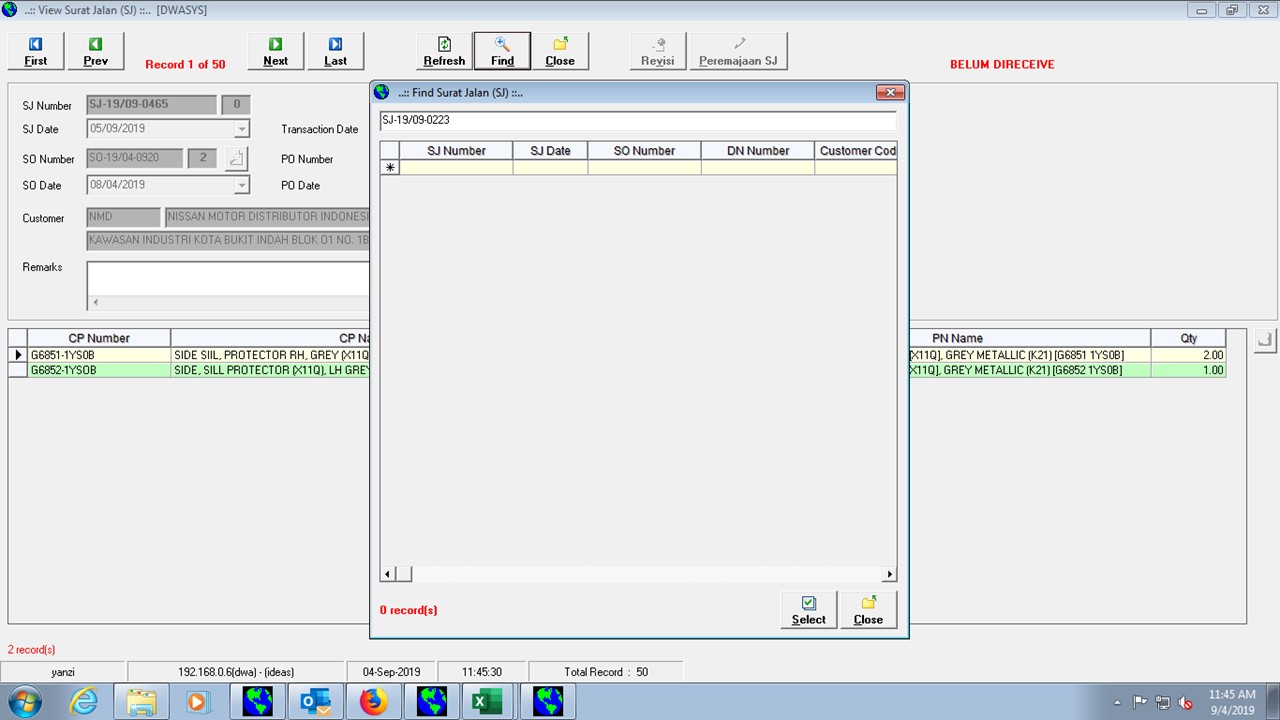 ..:: View Surat Jalan (SJ) ::.. [DWASYS]
First Prev Record 1 of 50 Next Last Refresh Find Close Revisi Peremajaan SJ BELUM DIRECEIVE
SJ Number SJ-19/09-0465 0
SJ Date 05/09/2019 Transaction Date
SO Number SO-19/04-0920 2 PO Number
SO Date 08/04/2019 PO Date
Customer NMD NISSAN MOTOR DISTRIBUTOR INDONESI
KAWASAN INDUSTRI KOTA BUKIT INDAH BLOK 01 NO. 1B
Remarks
..:: Find Surat Jalan (SJ) ::..
SJ-19/09-0223
SJ Number SJ Date SO Number DN Number Customer Cod
0 record(s)
Select Close
CP Number CP Na PN Name Qty
G6851-1YS0B SIDE SIIL, PROTECTOR RH, GREY (X11Q [X11Q], GREY METALLIC (K21) [G6851 1YS0B] 2.00
G6852-1YSOB SIDE, SILL PROTECTOR (X11Q), LH GREY X11Q], GREY METALLIC (K21) [G6852 1YS0B] 1.00
2 record(s)
yanzi 192.168.0.6(dwa) - (ideas) 04-Sep-2019 11:45:30 Total Record : 50
11:45 AM
9/4/2019